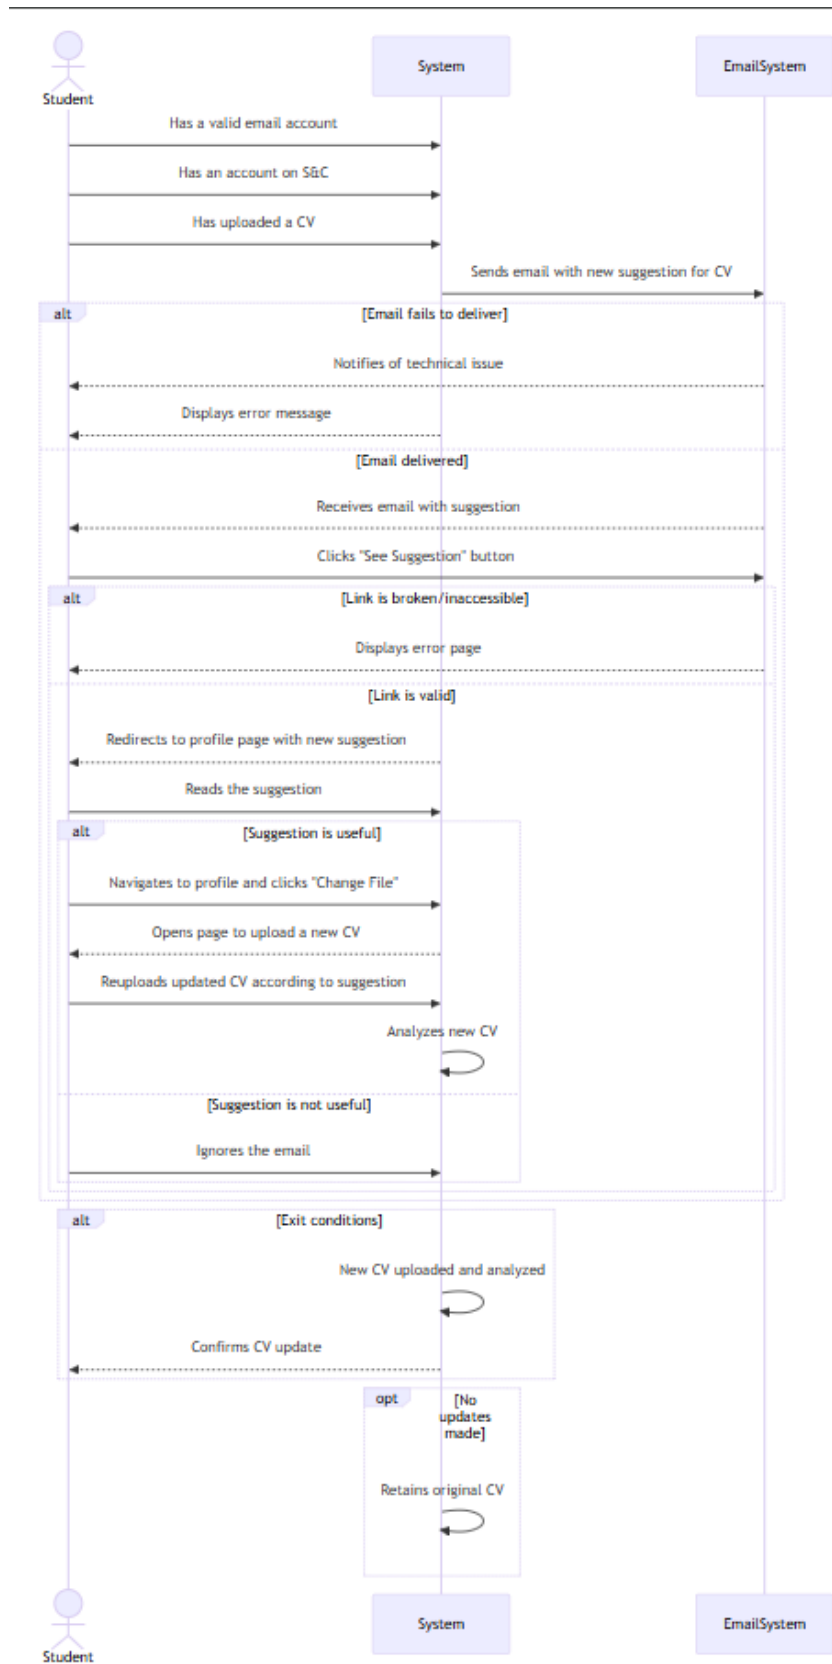 System
EmailSystem
Student
Has a valid email account
Has an account on S&C
Has uploaded a CV
Sends email with new suggestion for CV
alt
[Email fails to deliver]
Notifies of technical issue
Displays error message
[Email delivered]
Receives email with suggestion
Clicks "See Suggestion" button
alt
[Link is broken/inaccessible]
Displays error page
[Link is valid]
Redirects to profile page with new suggestion
Reads the suggestion
alt
[Suggestion is useful]
Navigates to profile and clicks "Change File"
Opens page to upload a new CV
Reuploads updated CV according to suggestion
Analyzes new CV
[Suggestion is not useful]
Ignores the email
alt
[Exit conditions]
New CV uploaded and analyzed
Confirms CV update
opt
[No
updates
made]
Retains original CV
System
EmailSystem
Student